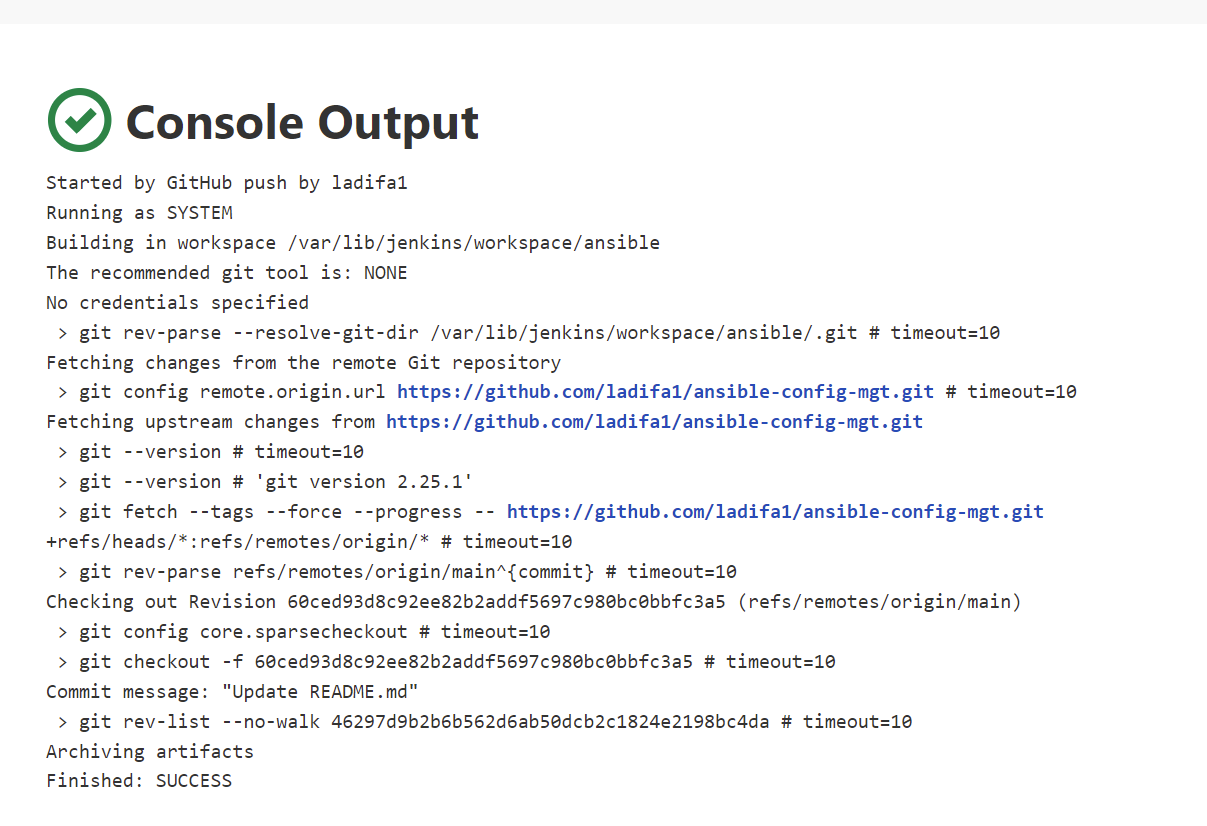 Console Output
Started by GitHub push by ladifa1
Running as SYSTEM
Building in workspace /var/lib/jenkins/workspace/ansible
The recommended git tool is: NONE
No credentials specified
 > git rev-parse --resolve-git-dir /var/lib/jenkins/workspace/ansible/.git # timeout=10
Fetching changes from the remote Git repository
 > git config remote.origin.url https://github.com/ladifa1/ansible-config-mgt.git # timeout=10
Fetching upstream changes from https://github.com/ladifa1/ansible-config-mgt.git
 > git --version # timeout=10
 > git --version # 'git version 2.25.1'
 > git fetch --tags --force --progress -- https://github.com/ladifa1/ansible-config-mgt.git
+refs/heads/*:refs/remotes/origin/* # timeout=10
 > git rev-parse refs/remotes/origin/main^{commit} # timeout=10
Checking out Revision 60ced93d8c92ee82b2addf5697c980bc0bbfc3a5 (refs/remotes/origin/main)
 > git config core.sparsecheckout # timeout=10
 > git checkout -f 60ced93d8c92ee82b2addf5697c980bc0bbfc3a5 # timeout=10
Commit message: "Update README.md"
 > git rev-list --no-walk 46297d9b2b6b562d6ab50dcb2c1824e2198bc4da # timeout=10
Archiving artifacts
Finished: SUCCESS